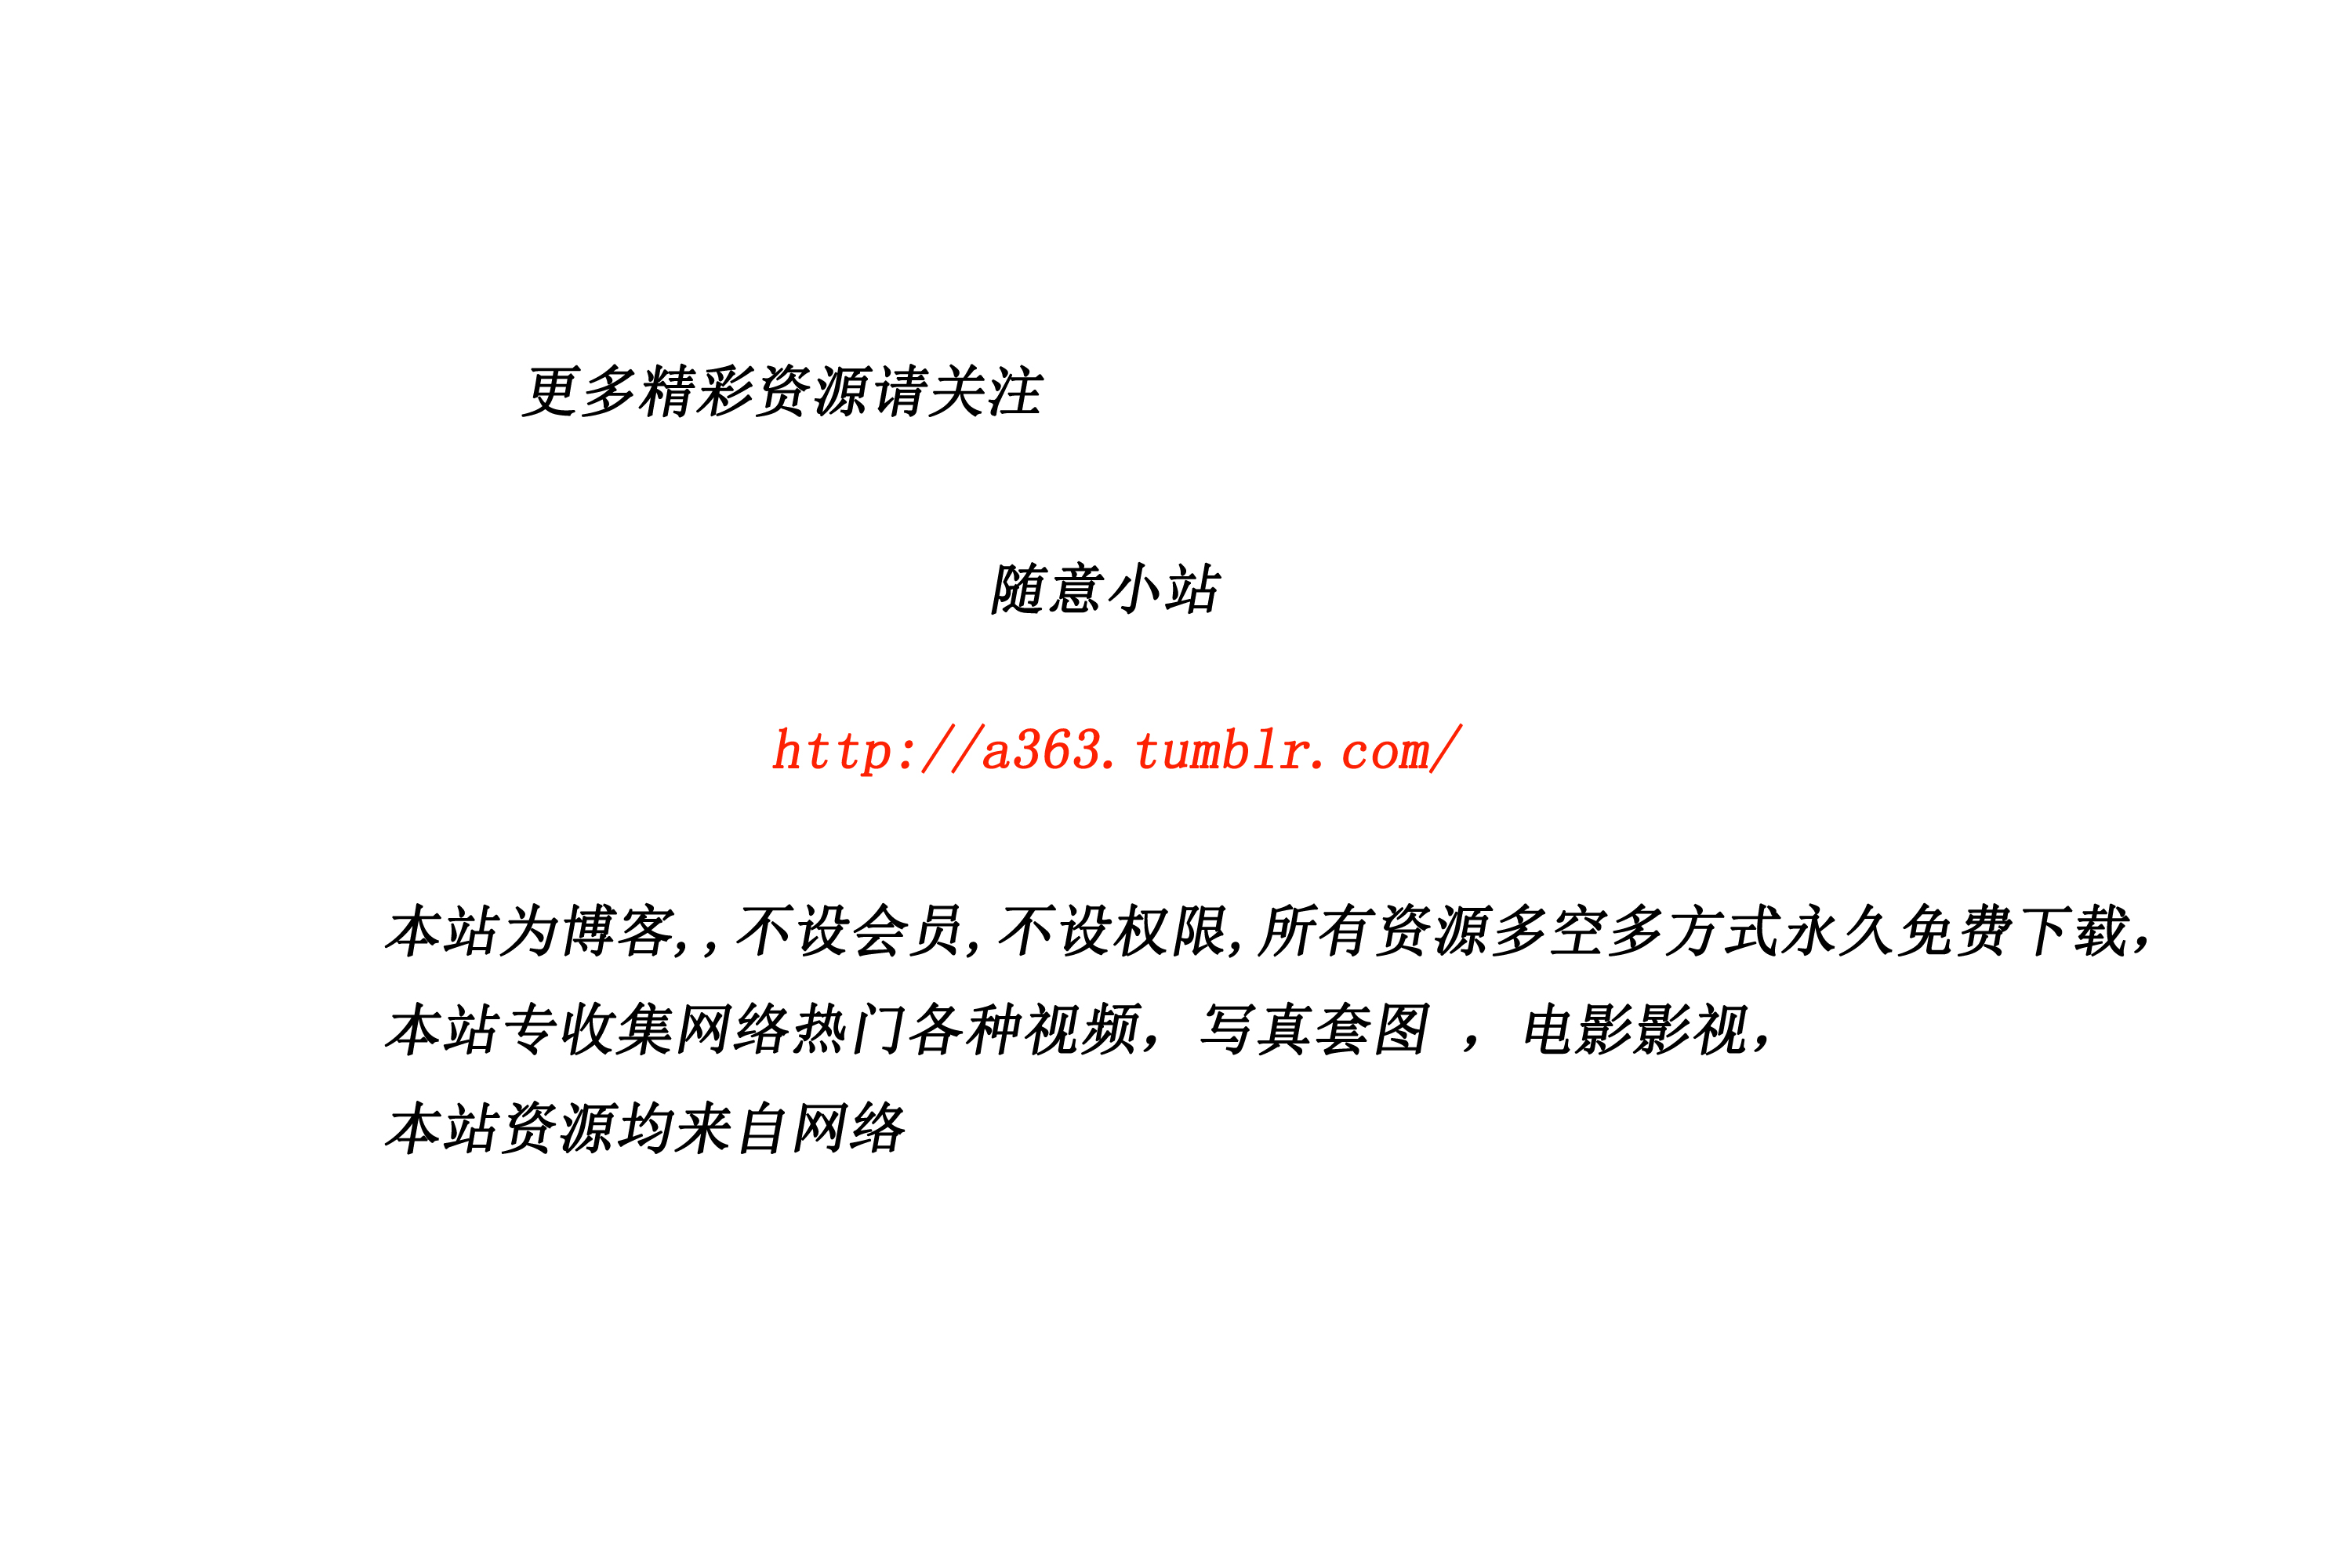 更多精彩资源请关注
随意小站
http://a363.tumblr.com/
本站为博客,, 不设会员,不设权限,所有资源多空多方式永久免费下载,
本站专收集网络热门各种视频, 写真套图 , 电影影视,
本站资源均来自网络